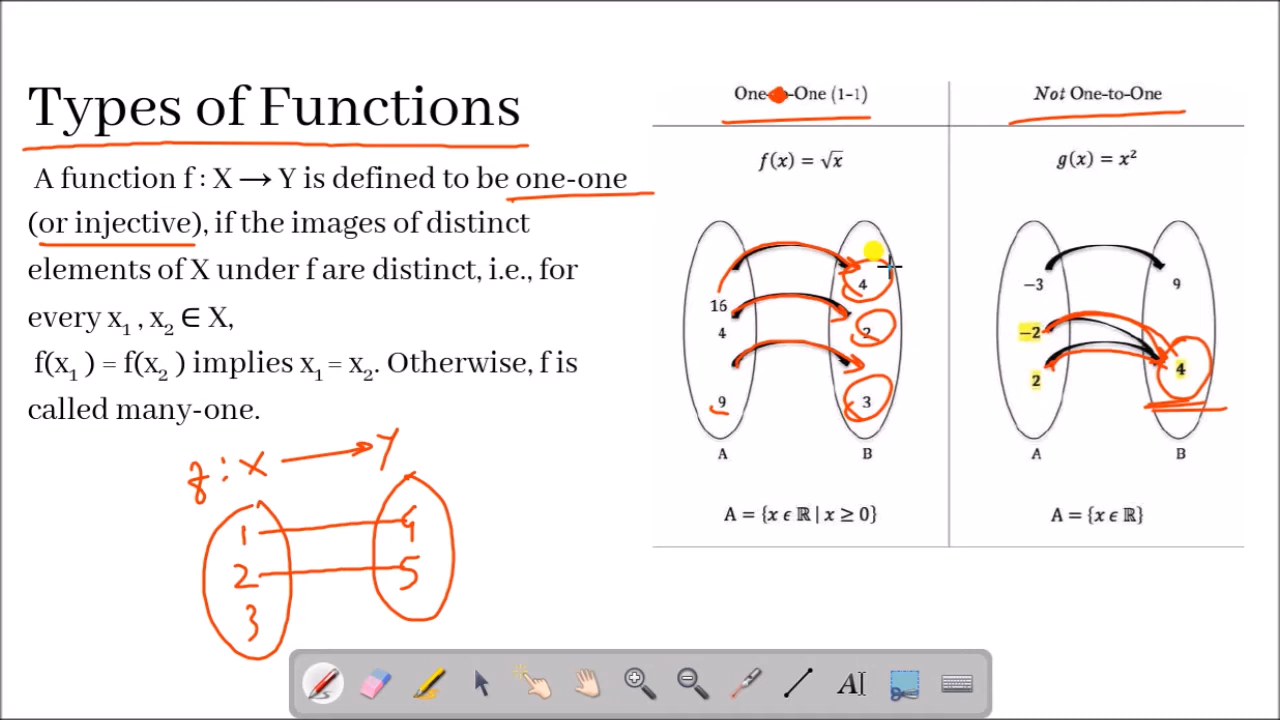 Types of Functions
A function f : X → Y is defined to be one-one
(or injective), if the images of distinct
elements of X under f are distinct, i.e., for
every x₁ , x₂ ∈ X,
f(x₁ ) = f(x₂ ) implies x₁ = x₂. Otherwise, f is
called many-one.
f : X → Y
1 4
2 5
3
One-to-One (1-1)
f(x) = √x
16
4
9
4
2
3
A B
A = {x ϵ ℝ | x ≥ 0}
Not One-to-One
g(x) = x²
−3
−2
2
9
4
A B
A = {x ϵ ℝ}
AI